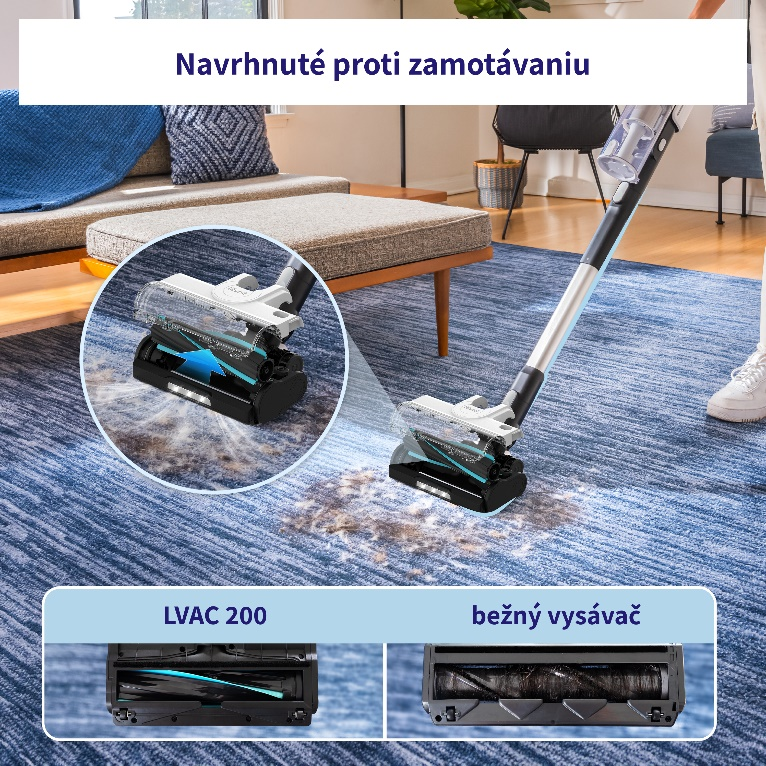 Navrhnuté proti zamotávaniu
LVAC 200
bežný vysávač